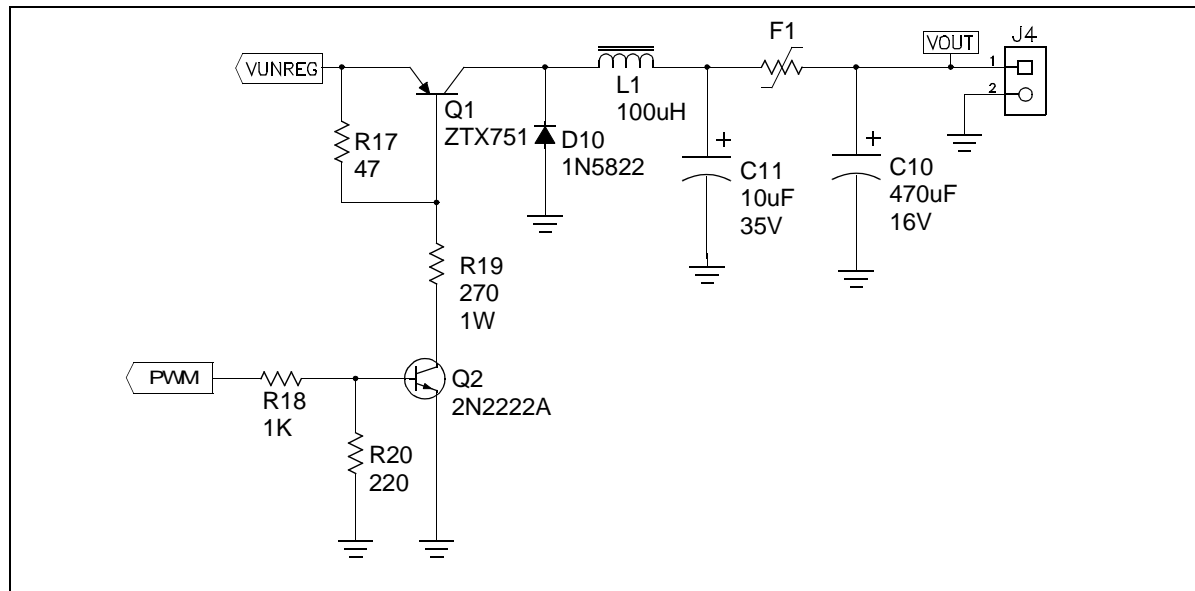 F1
J4
VOUT
VUNREG
1
2
L1
100uH
Q1
ZTX751
R17
47
D10
1N5822
+
+
C11
10uF
35V
C10
470uF
16V
R19
270
1W
PWM
R18
1K
Q2
2N2222A
R20
220